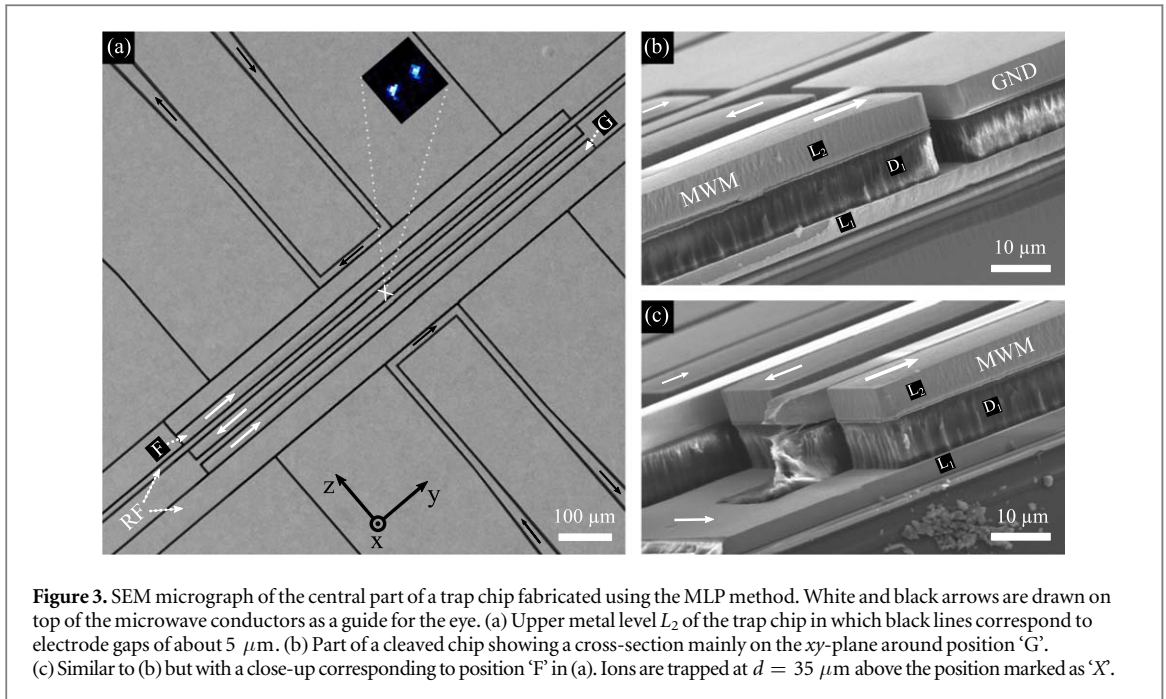 (a)
G
X
F
RF
z
y
x
100 μm
(b)
GND
L₂
MWM
D₁
L₁
10 μm
(c)
MWM
L₂
D₁
L₁
10 μm
Figure 3. SEM micrograph of the central part of a trap chip fabricated using the MLP method. White and black arrows are drawn on
top of the microwave conductors as a guide for the eye. (a) Upper metal level L₂ of the trap chip in which black lines correspond to
electrode gaps of about 5 μm. (b) Part of a cleaved chip showing a cross-section mainly on the xy-plane around position ‘G’.
(c) Similar to (b) but with a close-up corresponding to position ‘F’ in (a). Ions are trapped at d = 35 μm above the position marked as ‘X’.